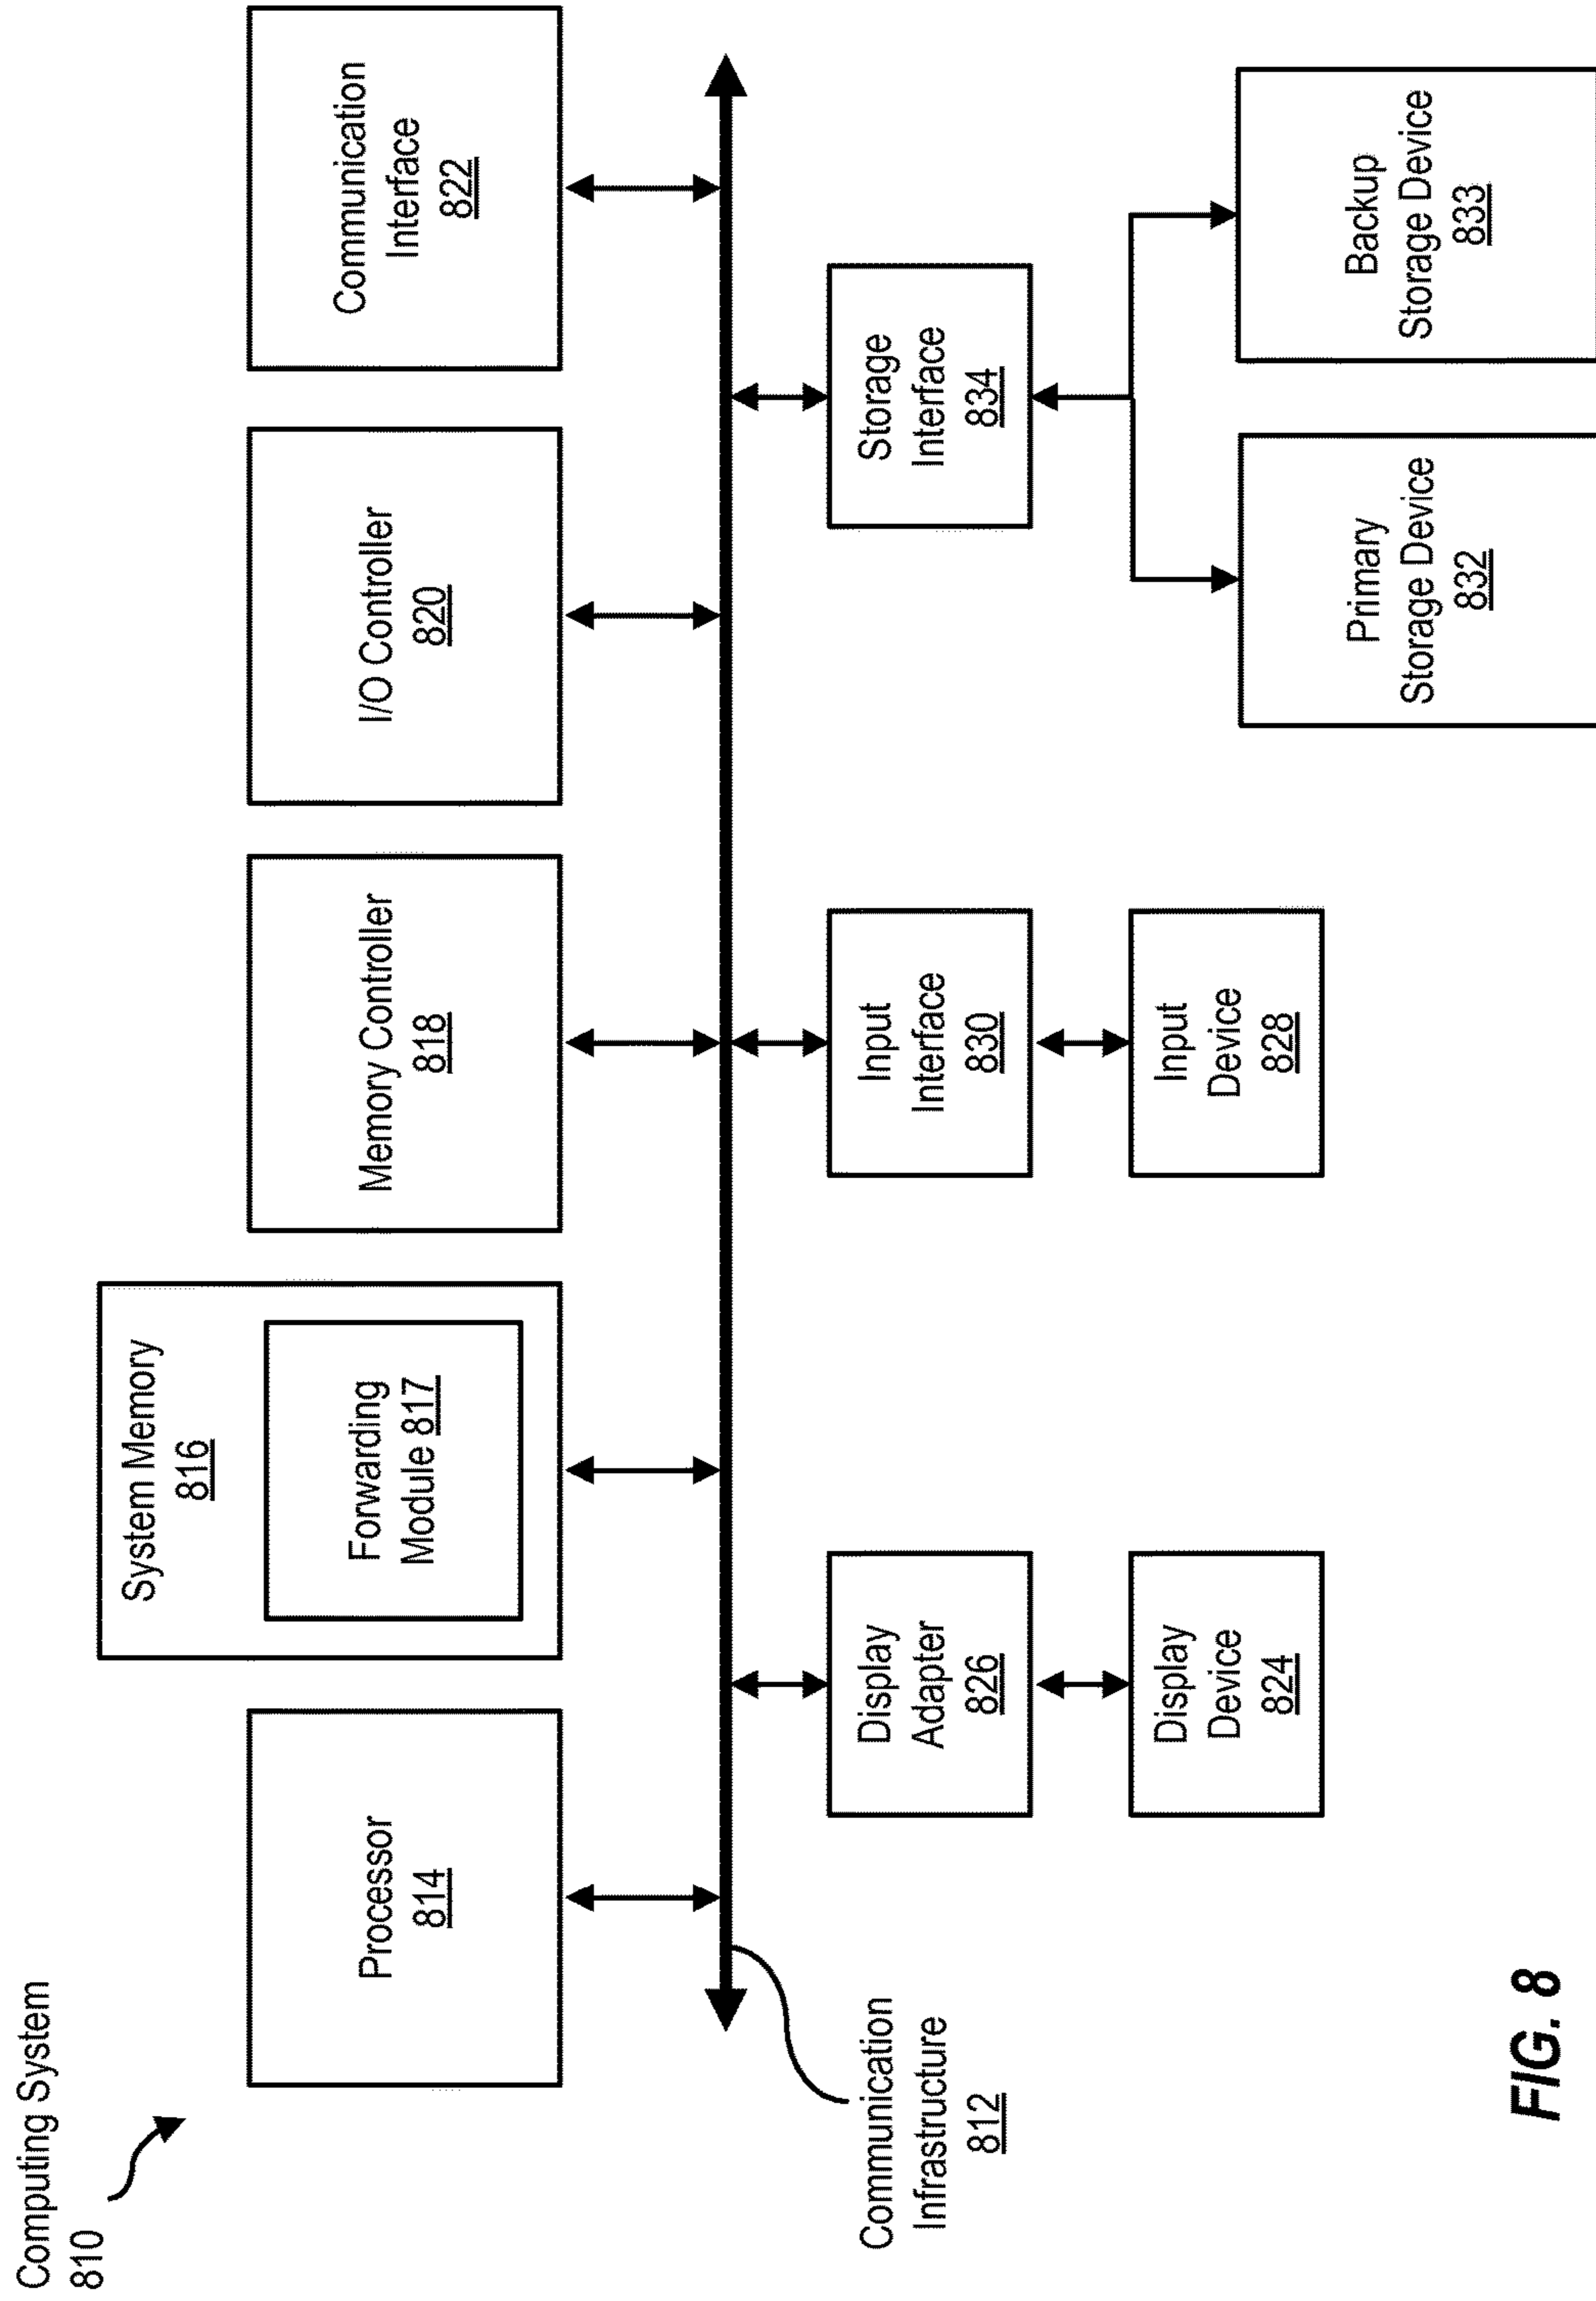 Computing System
810
Processor
814
System Memory
816
Forwarding
Module 817
Memory Controller
818
I/O Controller
820
Communication
Interface
822
Communication
Infrastructure
812
Display
Adapter
826
Input
Interface
830
Storage
Interface
834
Display
Device
824
Input
Device
828
Primary
Storage Device
832
Backup
Storage Device
833
FIG. 8